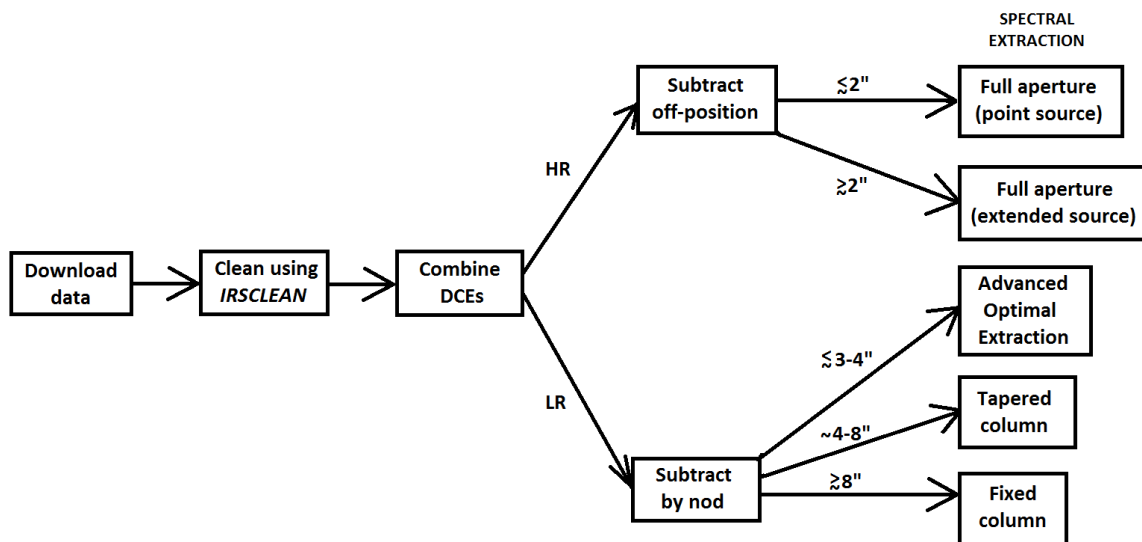 SPECTRAL
EXTRACTION
Subtract
off-position
≲2"
Full aperture
(point source)
HR
≳2"
Full aperture
(extended source)
Download
data
Clean using
IRSCLEAN
Combine
DCEs
Advanced
Optimal
Extraction
≲3-4"
LR
Tapered
column
~4-8"
Subtract
by nod
≳8"
Fixed
column